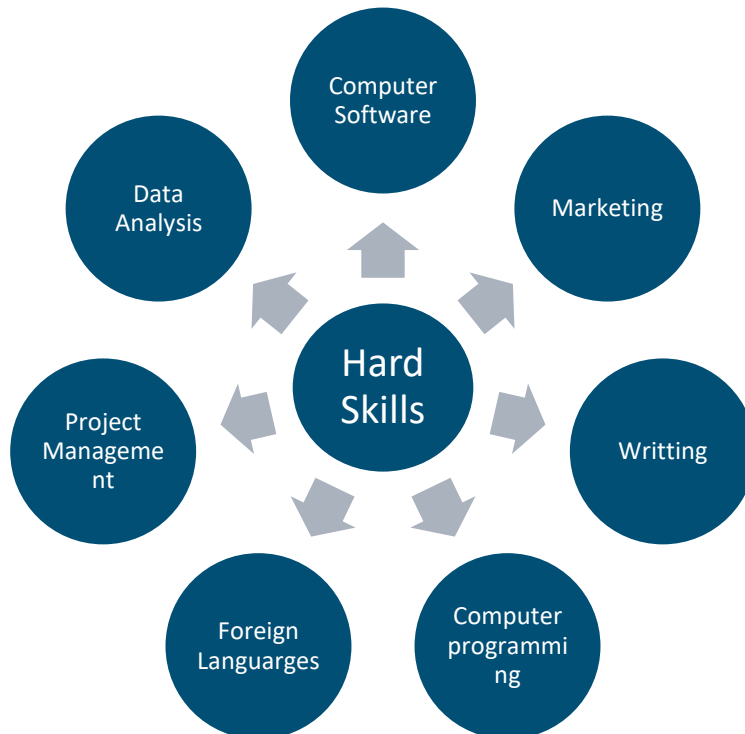 Computer
Software
Marketing
Writting
Computer
programmi
ng
Foreign
Languarges
Project
Manageme
nt
Data
Analysis
Hard
Skills